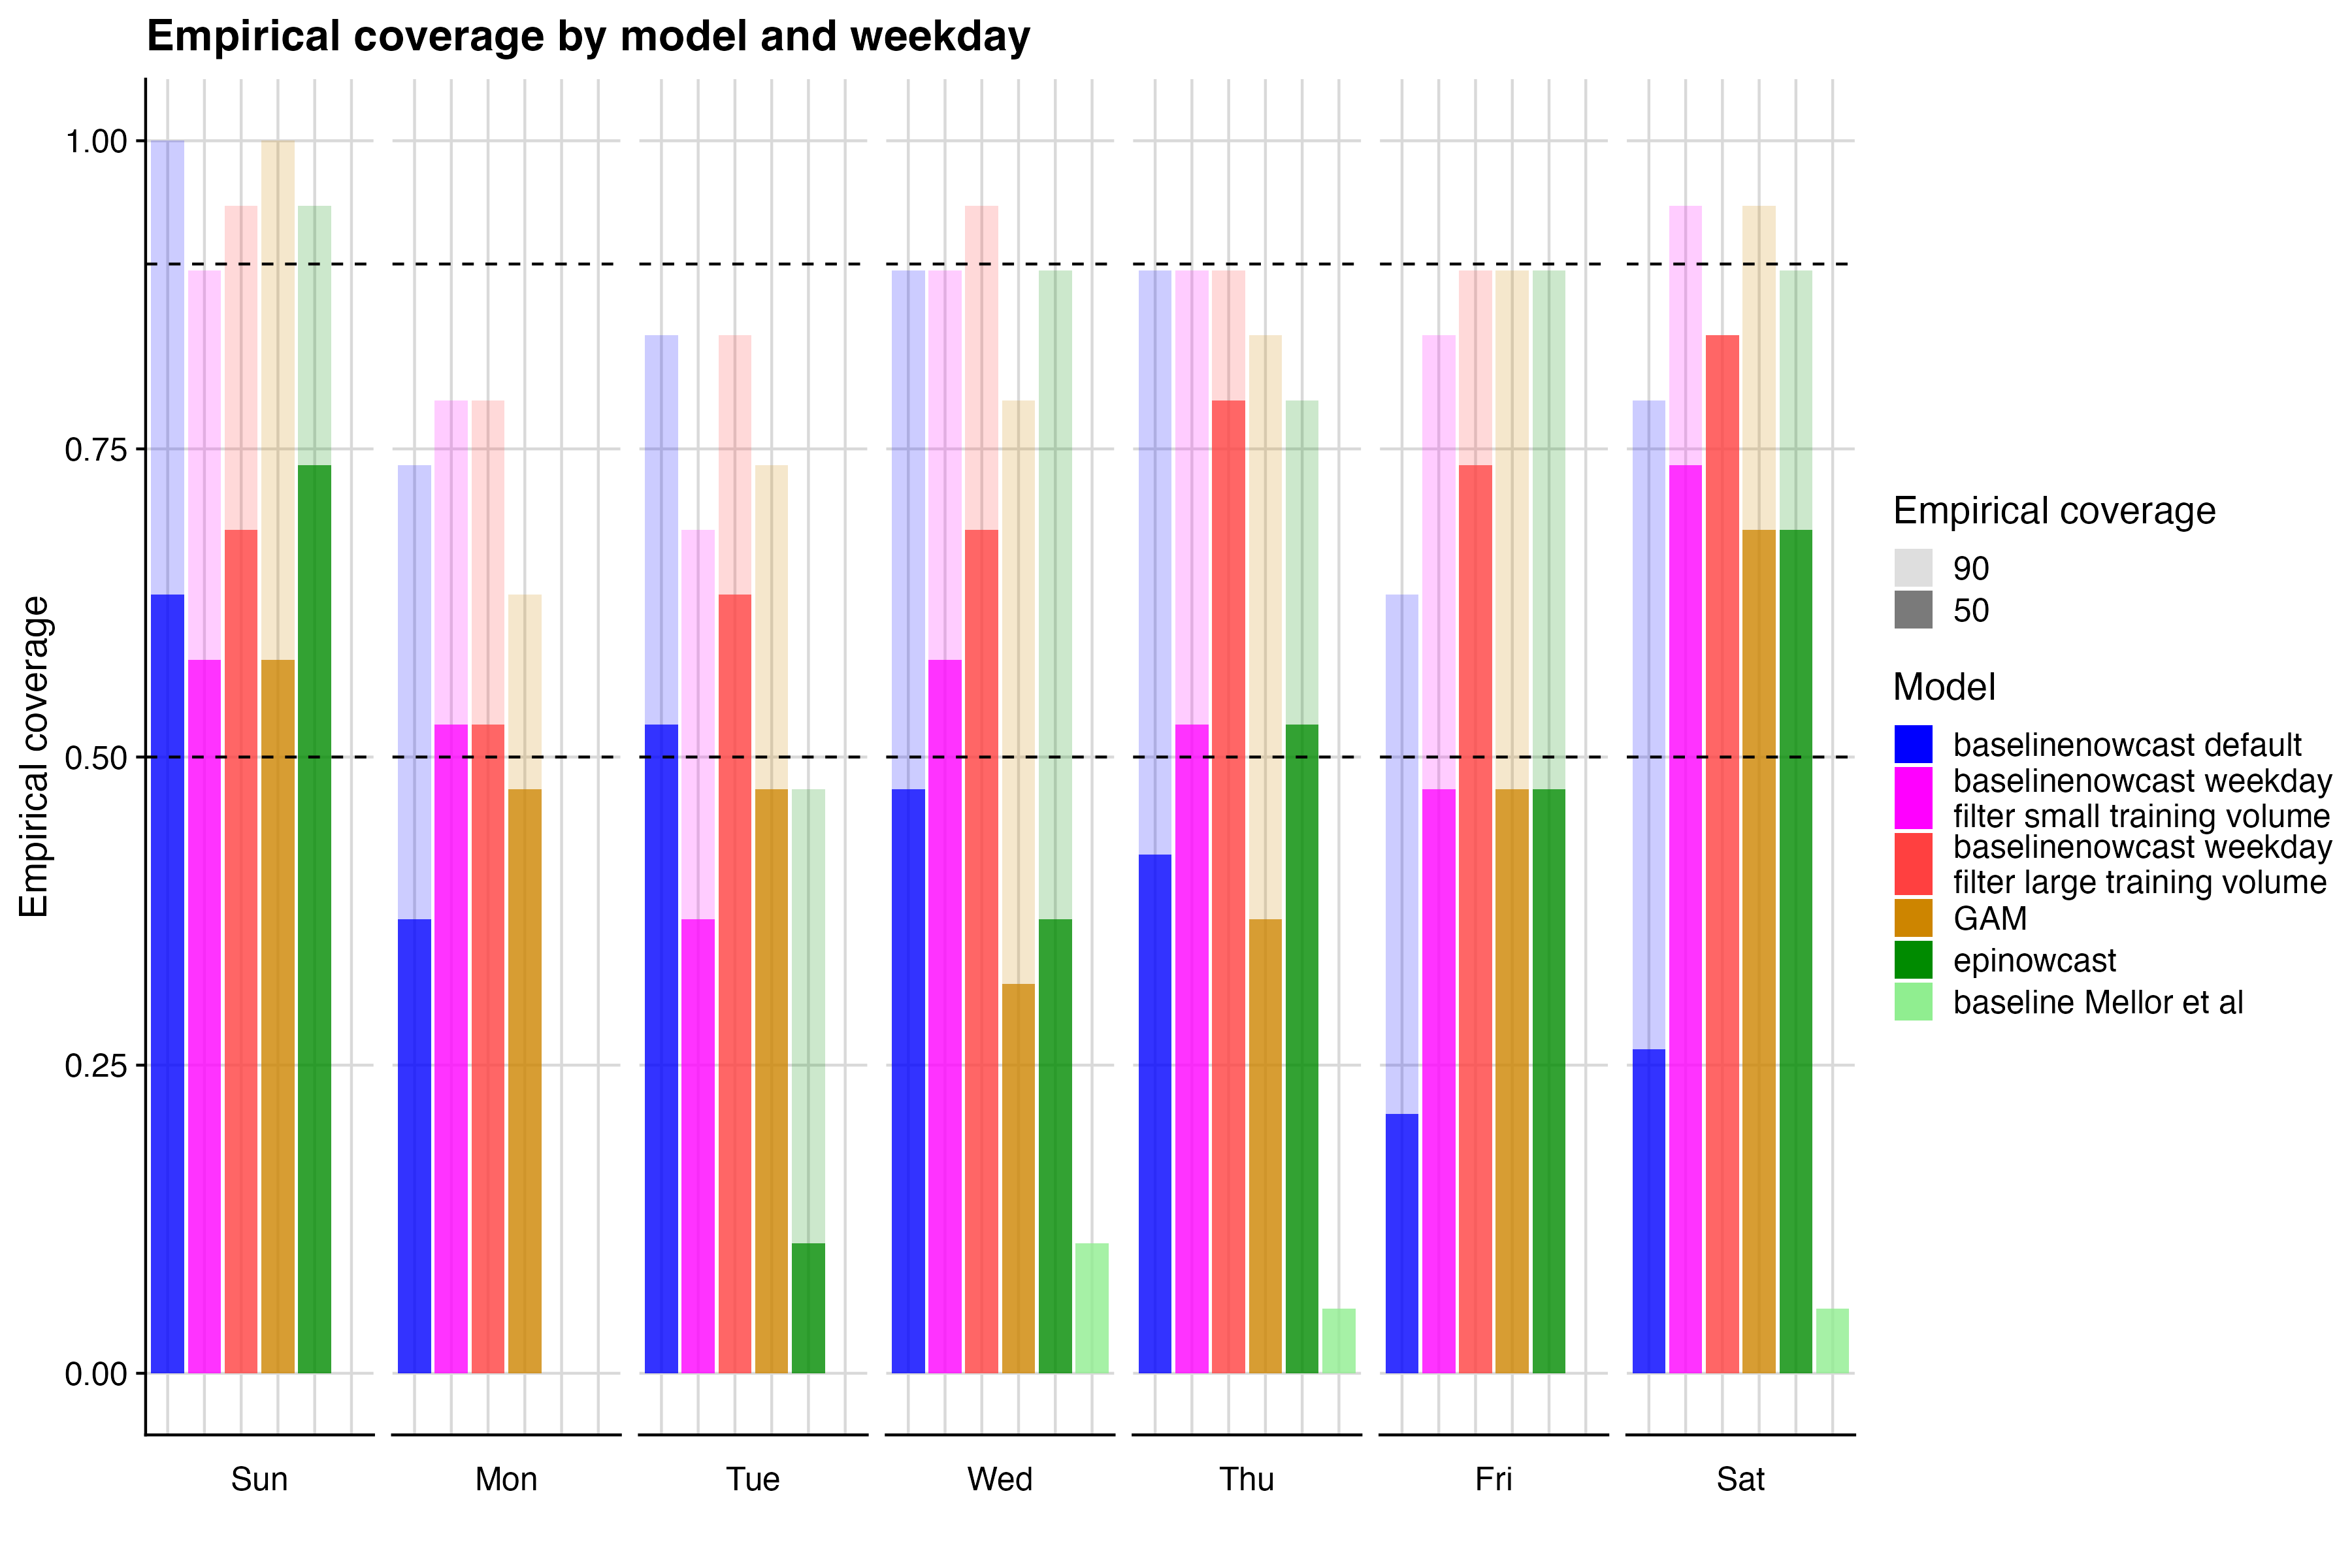 Empirical coverage by model and weekday
Empirical coverage
1.00
0.75
0.50
0.25
0.00
Sun
Mon
Tue
Wed
Thu
Fri
Sat
Empirical coverage
90
50
Model
baselinenowcast default
baselinenowcast weekday
filter small training volume
baselinenowcast weekday
filter large training volume
GAM
epinowcast
baseline Mellor et al